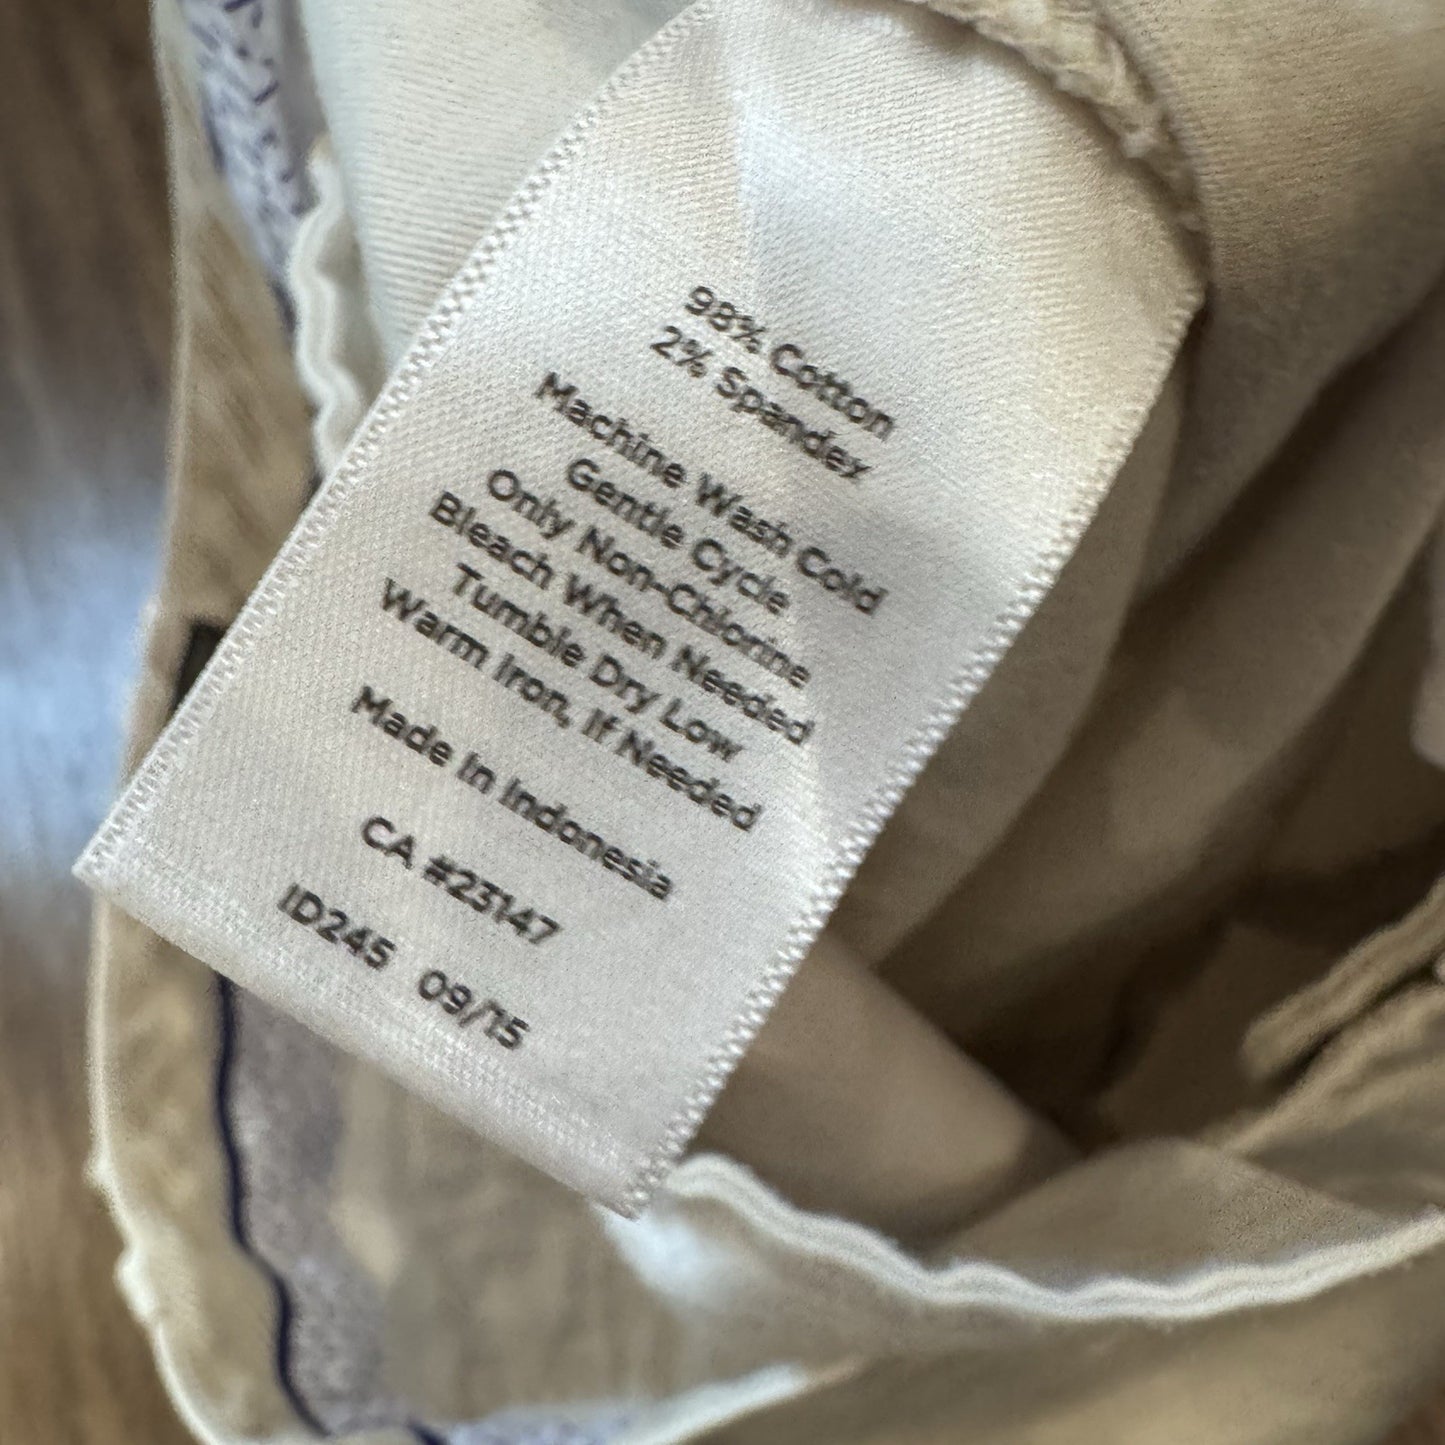 98% Cotton
2% Spandex
Machine Wash Cold
Gentle Cycle
Only Non-Chlorine
Bleach When Needed
Tumble Dry Low
Warm Iron, If Needed
Made In Indonesia
CA #23147
ID245 09/15